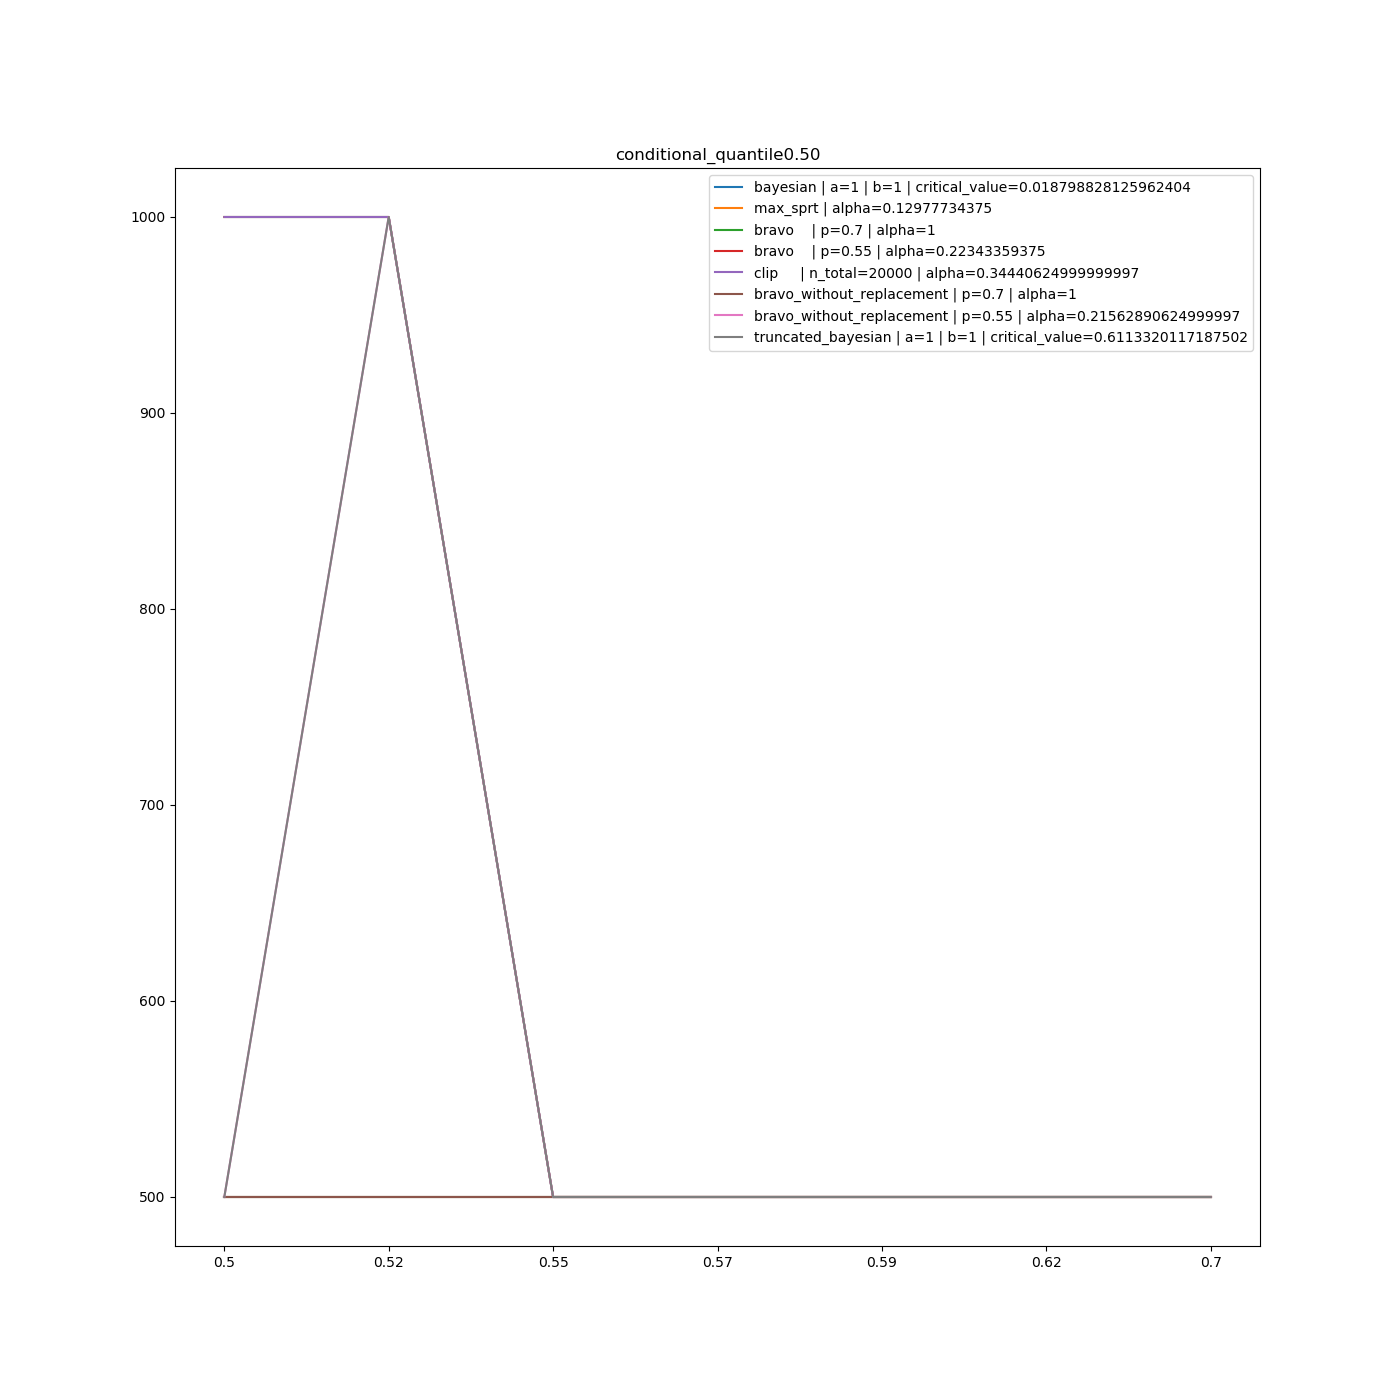 conditional_quantile0.50
bayesian | a=1 | b=1 | critical_value=0.018798828125962404
max_sprt | alpha=0.12977734375
bravo    | p=0.7 | alpha=1
bravo    | p=0.55 | alpha=0.22343359375
clip     | n_total=20000 | alpha=0.34440624999999997
bravo_without_replacement | p=0.7 | alpha=1
bravo_without_replacement | p=0.55 | alpha=0.21562890624999997
truncated_bayesian | a=1 | b=1 | critical_value=0.6113320117187502
1000
900
800
700
600
500
0.5 0.52 0.55 0.57 0.59 0.62 0.7